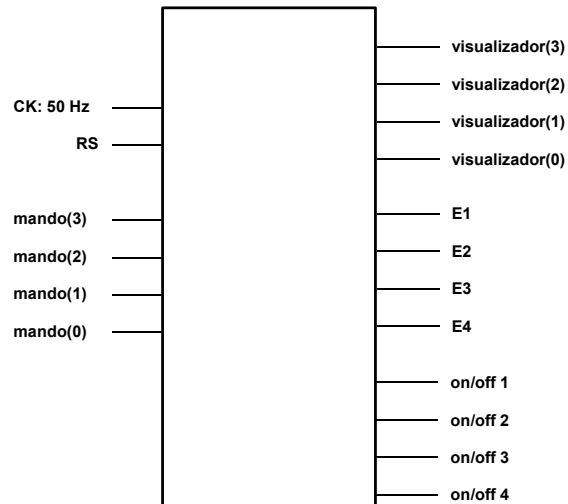 CK: 50 Hz
RS
mando(3)
mando(2)
mando(1)
mando(0)
visualizador(3)
visualizador(2)
visualizador(1)
visualizador(0)
E1
E2
E3
E4
on/off 1
on/off 2
on/off 3
on/off 4